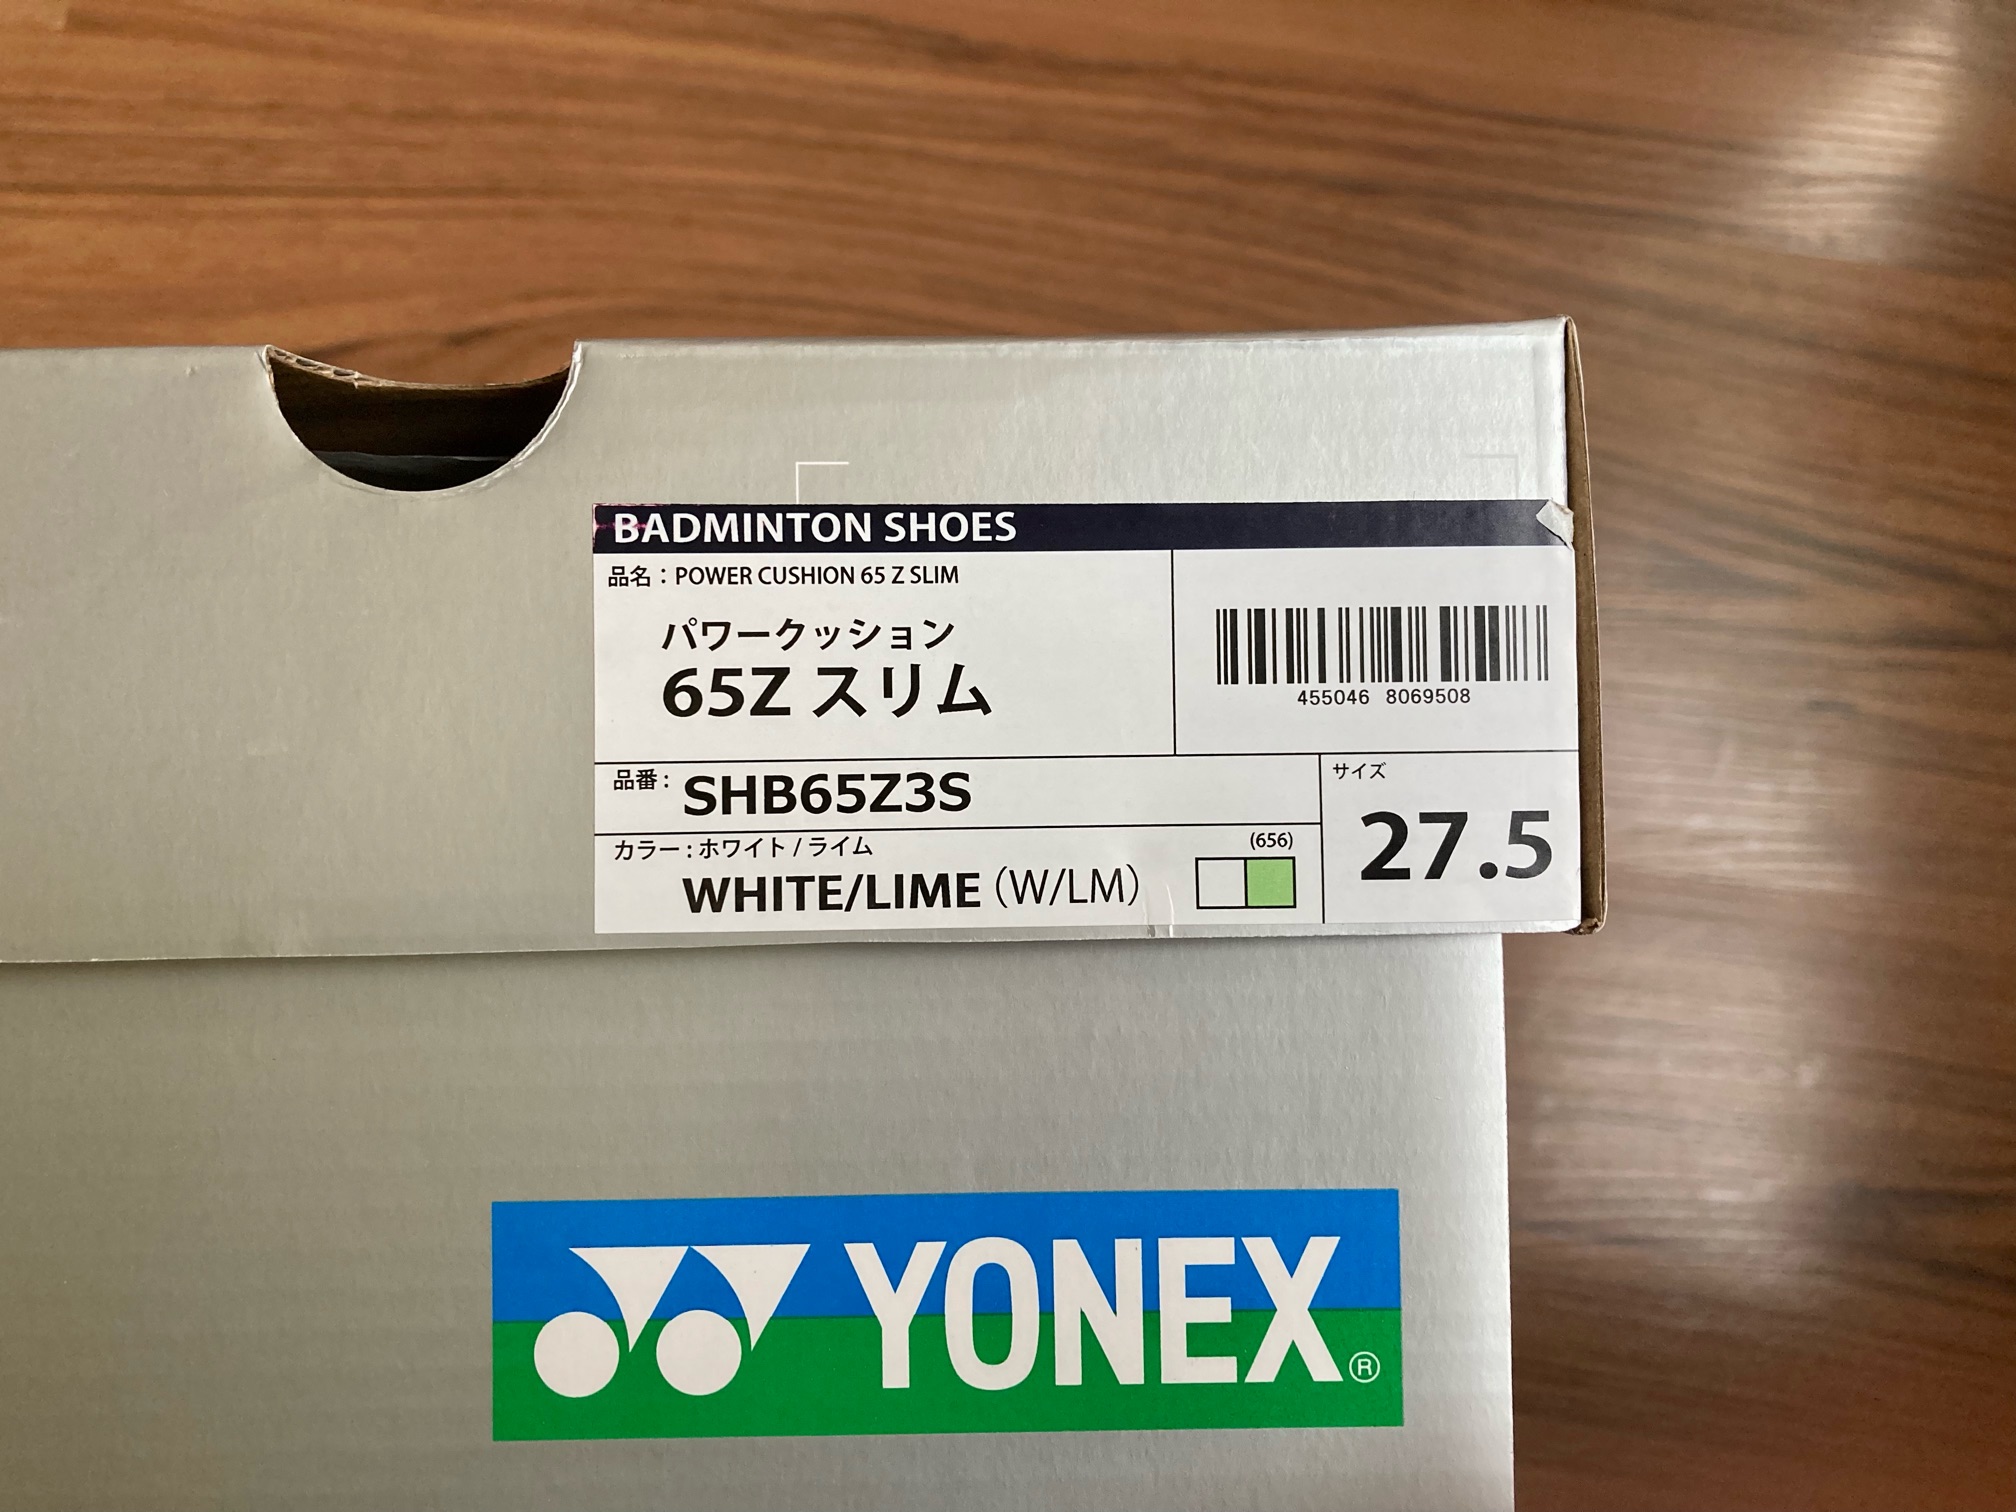 BADMINTON SHOES
品名：POWER CUSHION 65 Z SLIM
パワークッション
65Z スリム
455046 8069508
品番： SHB65Z3S
サイズ
27.5
カラー：ホワイト / ライム
(656)
WHITE/LIME（W/LM）
YONEX®